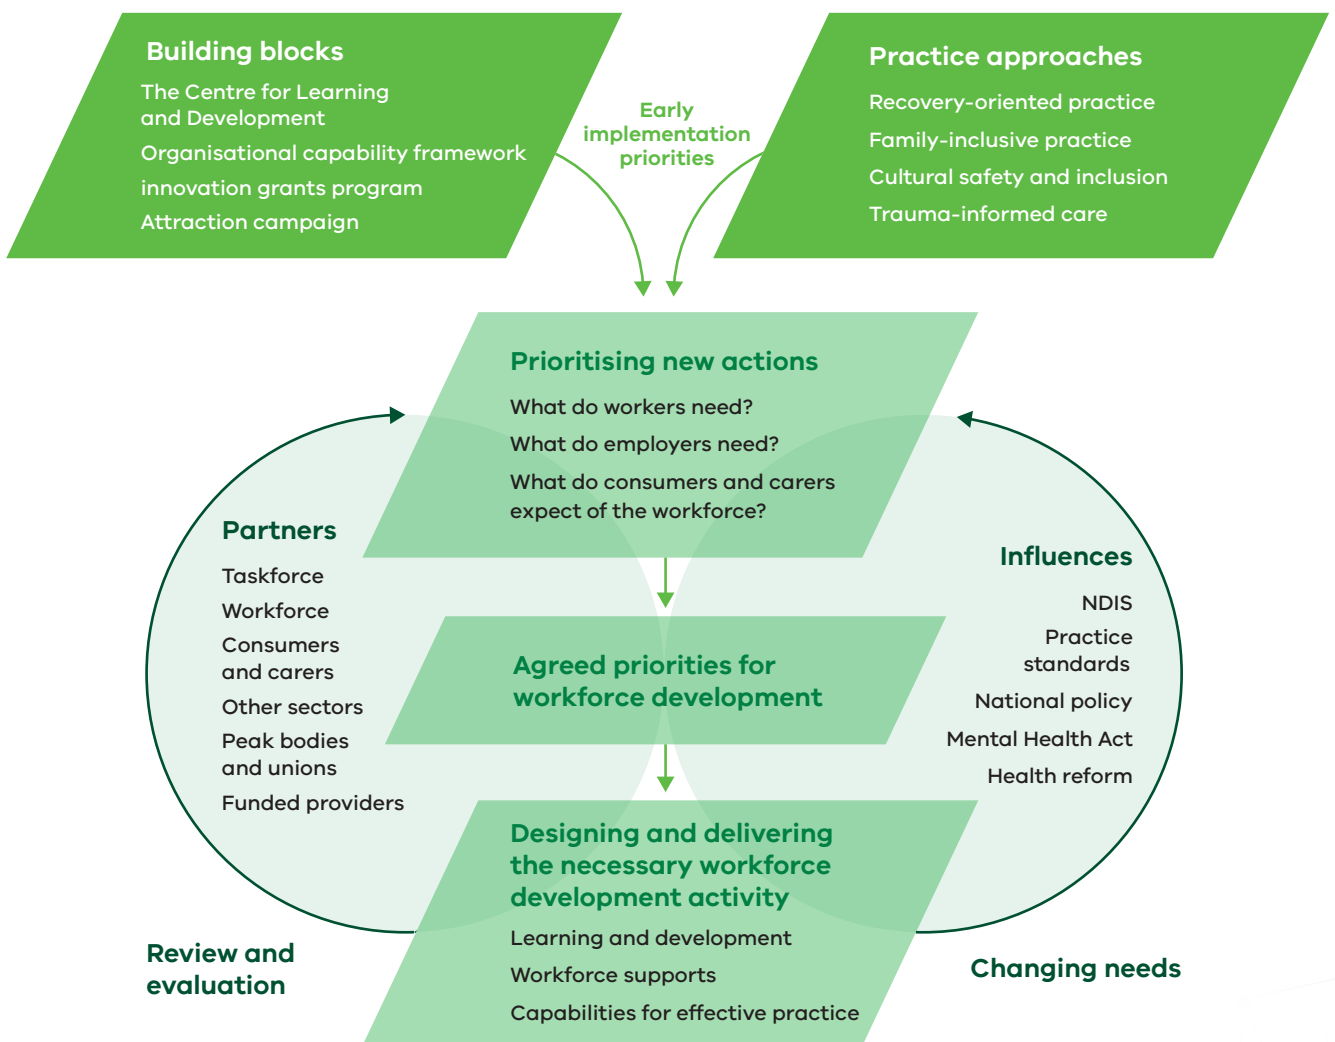 Building blocks
The Centre for Learning
and Development
Organisational capability framework
innovation grants program
Attraction campaign
Early
implementation
priorities
Practice approaches
Recovery-oriented practice
Family-inclusive practice
Cultural safety and inclusion
Trauma-informed care
Prioritising new actions
What do workers need?
What do employers need?
What do consumers and carers
expect of the workforce?
Partners
Taskforce
Workforce
Consumers
and carers
Other sectors
Peak bodies
and unions
Funded providers
Influences
NDIS
Practice
standards
National policy
Mental Health Act
Health reform
Agreed priorities for
workforce development
Designing and delivering
the necessary workforce
development activity
Learning and development
Workforce supports
Capabilities for effective practice
Review and
evaluation
Changing needs